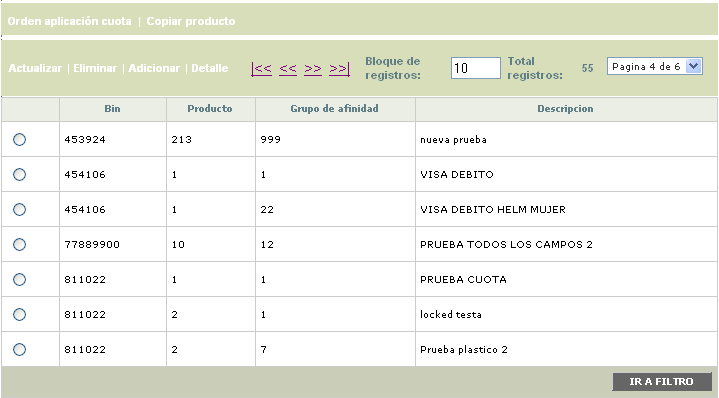 Orden aplicación cuota | Copiar producto
Actualizar | Eliminar | Adicionar | Detalle |<< << >> >>| Bloque de registros: 10 Total registros: 55 Pagina 4 de 6
Bin Producto Grupo de afinidad Descripcion
453924 213 999 nueva prueba
454106 1 1 VISA DEBITO
454106 1 22 VISA DEBITO HELM MUJER
77889900 10 12 PRUEBA TODOS LOS CAMPOS 2
811022 1 1 PRUEBA CUOTA
811022 2 1 locked testa
811022 2 7 Prueba plastico 2
IR A FILTRO